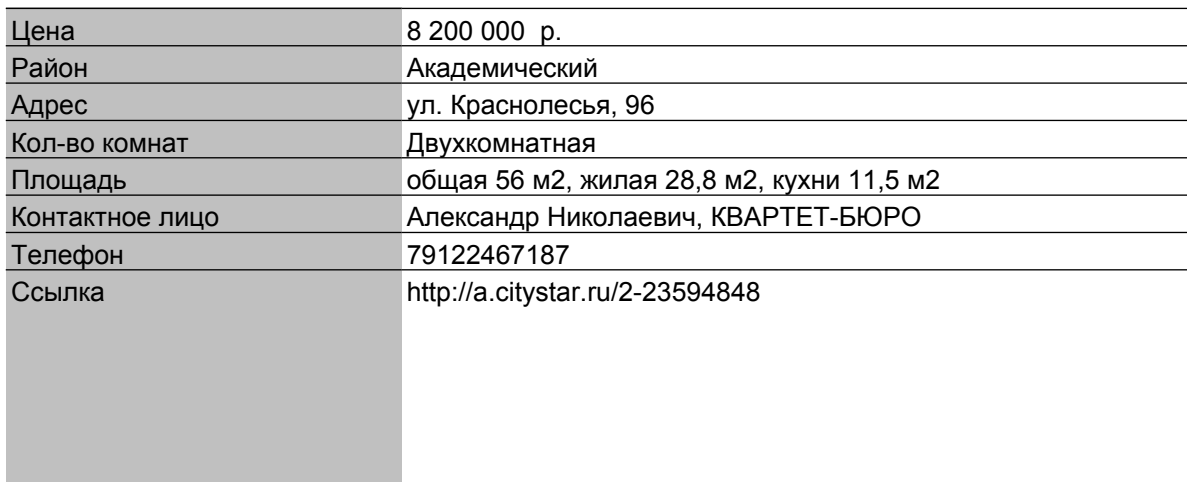 Цена 8 200 000 р.
Район Академический
Адрес ул. Краснолесья, 96
Кол-во комнат Двухкомнатная
Площадь общая 56 м2, жилая 28,8 м2, кухни 11,5 м2
Контактное лицо Александр Николаевич, КВАРТЕТ-БЮРО
Телефон 79122467187
Ссылка http://a.citystar.ru/2-23594848